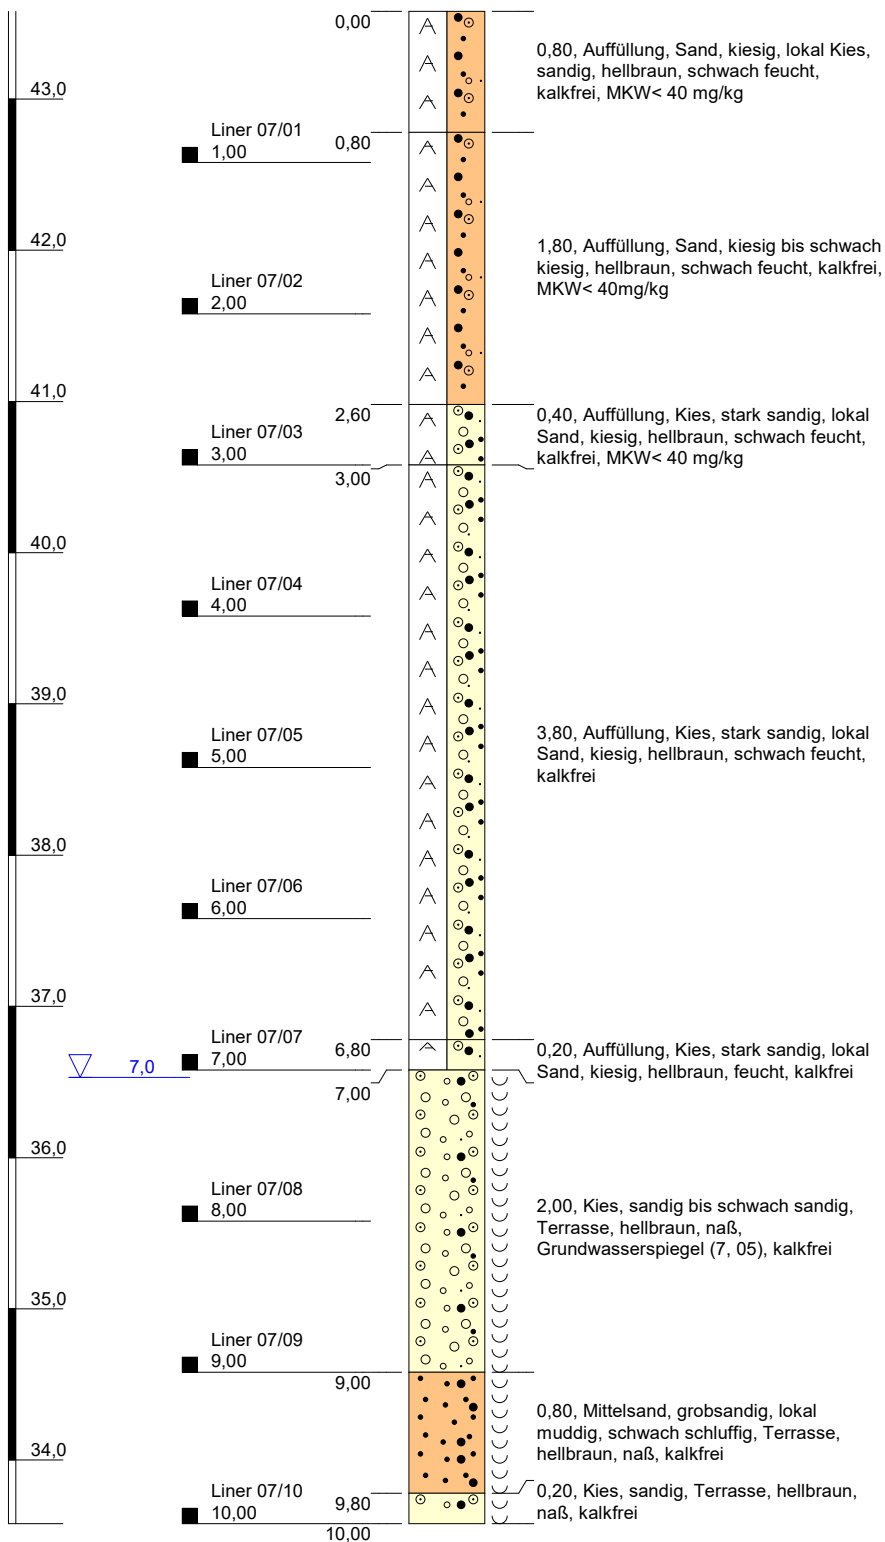 0,00
0,80, Auffüllung, Sand, kiesig, lokal Kies,
sandig, hellbraun, schwach feucht,
kalkfrei, MKW< 40 mg/kg
43,0
Liner 07/01
1,00
0,80
42,0
1,80, Auffüllung, Sand, kiesig bis schwach
kiesig, hellbraun, schwach feucht, kalkfrei,
MKW< 40mg/kg
Liner 07/02
2,00
41,0
2,60
0,40, Auffüllung, Kies, stark sandig, lokal
Sand, kiesig, hellbraun, schwach feucht,
kalkfrei, MKW< 40 mg/kg
Liner 07/03
3,00
3,00
40,0
Liner 07/04
4,00
39,0
3,80, Auffüllung, Kies, stark sandig, lokal
Sand, kiesig, hellbraun, schwach feucht,
kalkfrei
Liner 07/05
5,00
38,0
Liner 07/06
6,00
37,0
Liner 07/07
7,00
6,80
0,20, Auffüllung, Kies, stark sandig, lokal
Sand, kiesig, hellbraun, feucht, kalkfrei
7,0
7,00
36,0
Liner 07/08
8,00
2,00, Kies, sandig bis schwach sandig,
Terrasse, hellbraun, naß,
Grundwasserspiegel (7, 05), kalkfrei
35,0
Liner 07/09
9,00
9,00
0,80, Mittelsand, grobsandig, lokal
muddig, schwach schluffig, Terrasse,
hellbraun, naß, kalkfrei
34,0
Liner 07/10
10,00
9,80
0,20, Kies, sandig, Terrasse, hellbraun,
naß, kalkfrei
10,00